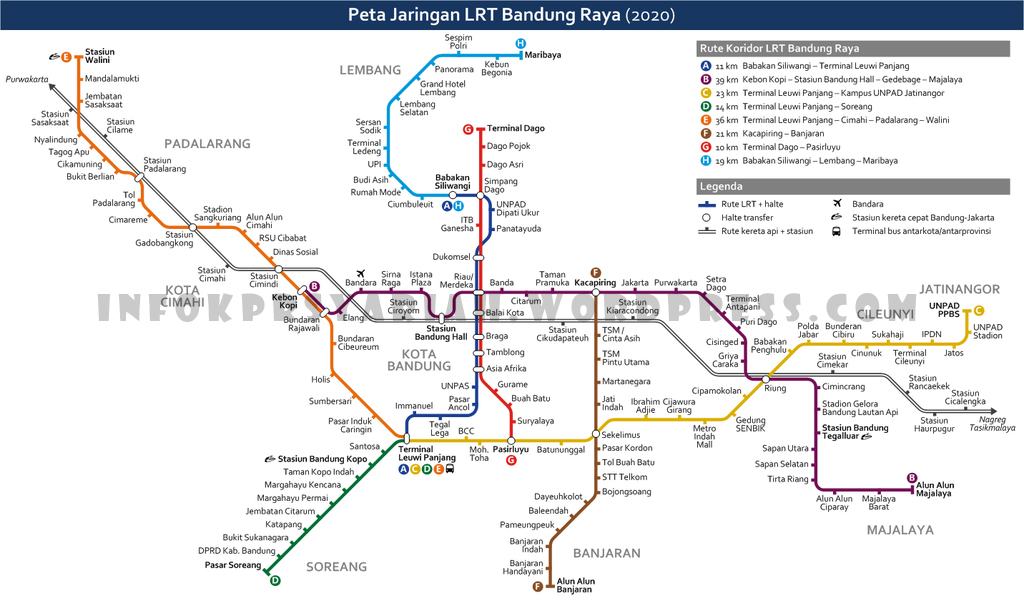 Peta Jaringan LRT Bandung Raya (2020)
Rute Koridor LRT Bandung Raya
A 11 km Babakan Siliwangi – Terminal Leuwi Panjang
B 39 km Kebon Kopi – Stasiun Bandung Hall – Gedebage – Majalaya
C 23 km Terminal Leuwi Panjang – Kampus UNPAD Jatinangor
D 14 km Terminal Leuwi Panjang – Soreang
E 36 km Terminal Leuwi Panjang – Cimahi – Padalarang – Walini
F 21 km Kacapiring – Banjaran
G 10 km Terminal Dago – Pasirluyu
H 19 km Babakan Siliwangi – Lembang – Maribaya
Legenda
Rute LRT + halte
Halte transfer
Rute kereta api + stasiun
Bandara
Stasiun kereta cepat Bandung-Jakarta
Terminal bus antarkota/antarprovinsi
E
Stasiun
Walini
Purwakarta
Mandalamukti
Jembatan
Sasaksaat
Stasiun
Sasaksaat
Stasiun
Cilame
Nyalindung
Tagog Apu
Cikamuning
Bukit Berlian
PADALARANG
Stasiun
Padalarang
Tol
Padalarang
Cimareme
Stasiun
Gadobangkong
Stadion
Sangkuriang
Alun Alun
Cimahi
RSU Cibabat
Dinas Sosial
Stasiun
Cimahi
Stasiun
Cimindi
KOTA
CIMAHI
Kebon
Kopi
B
Bundaran
Rajawali
Elang
Bandara
Sirna
Raga
Istana
Plaza
Stasiun
Ciroyom
Stasiun
Bandung Hall
Bundaran
Cibeureum
KOTA
BANDUNG
Holis
Sumbersari
Pasar Induk
Caringin
LEMBANG
Sespim
Polri
H
Maribaya
Panorama
Kebun
Begonia
Grand Hotel
Lembang
Lembang
Selatan
Sersan
Sodik
Terminal
Ledeng
UPI
Budi Asih
Rumah Mode
Ciumbuleuit
Babakan
Siliwangi
A H
G
Terminal Dago
Dago Pojok
Dago Asri
Simpang
Dago
UNPAD
Dipati Ukur
Panatayuda
ITB
Ganesha
Dukomsel
Riau/
Merdeka
Balai Kota
Braga
Tamblong
Asia Afrika
UNPAS
Pasar
Ancol
Immanuel
Tegal
Lega
Gurame
Buah Batu
Suryalaya
Banda
Citarum
Taman
Pramuka
F
Kacapiring
Jakarta
Purwakarta
Stasiun
Kiaracondong
Stasiun
Cikudapateuh
Setra
Dago
Terminal
Antapani
Puri Dago
Cisinged
Griya
Caraka
Babakan
Penghulu
TSM /
Cinta Asih
TSM
Pintu Utama
Martanegara
Jati
Indah
Sekelimus
Pasar Kordon
Tol Buah Batu
STT Telkom
Bojongsoang
Dayeuhkolot
Baleendah
Pameungpeuk
Banjaran
Indah
Banjaran
Handayani
F
Alun Alun
Banjaran
BANJARAN
Terminal
Leuwi Panjang
A C D E
BCC
Moh.
Toha
Pasirluyu
G
Batununggal
Ibrahim
Adjie
Cijawura
Girang
Metro
Indah
Mall
Gedung
SENBIK
Cipamokolan
Riung
Polda
Jabar
Bunderan
Cibiru
Cinunuk
Sukahaji
Terminal
Cileunyi
IPDN
Jatos
CILEUNYI
JATINANGOR
UNPAD
PPBS
C
UNPAD
Stadion
Stasiun
Cimekar
Stasiun
Rancaekek
Stasiun
Haurpugur
Stasiun
Cicalengka
Nagreg
Tasikmalaya
Cimincrang
Stadion Gelora
Bandung Lautan Api
Stasiun Bandung
Tegalluar
Sapan Utara
Sapan Selatan
Tirta Riang
Alun Alun
Ciparay
Majalaya
Barat
B
Alun Alun
Majalaya
MAJALAYA
Santosa
Stasiun Bandung Kopo
Taman Kopo Indah
Margahayu Kencana
Margahayu Permai
Jembatan Citarum
Katapang
Bukit Sukanagara
DPRD Kab. Bandung
Pasar Soreang
D
SOREANG